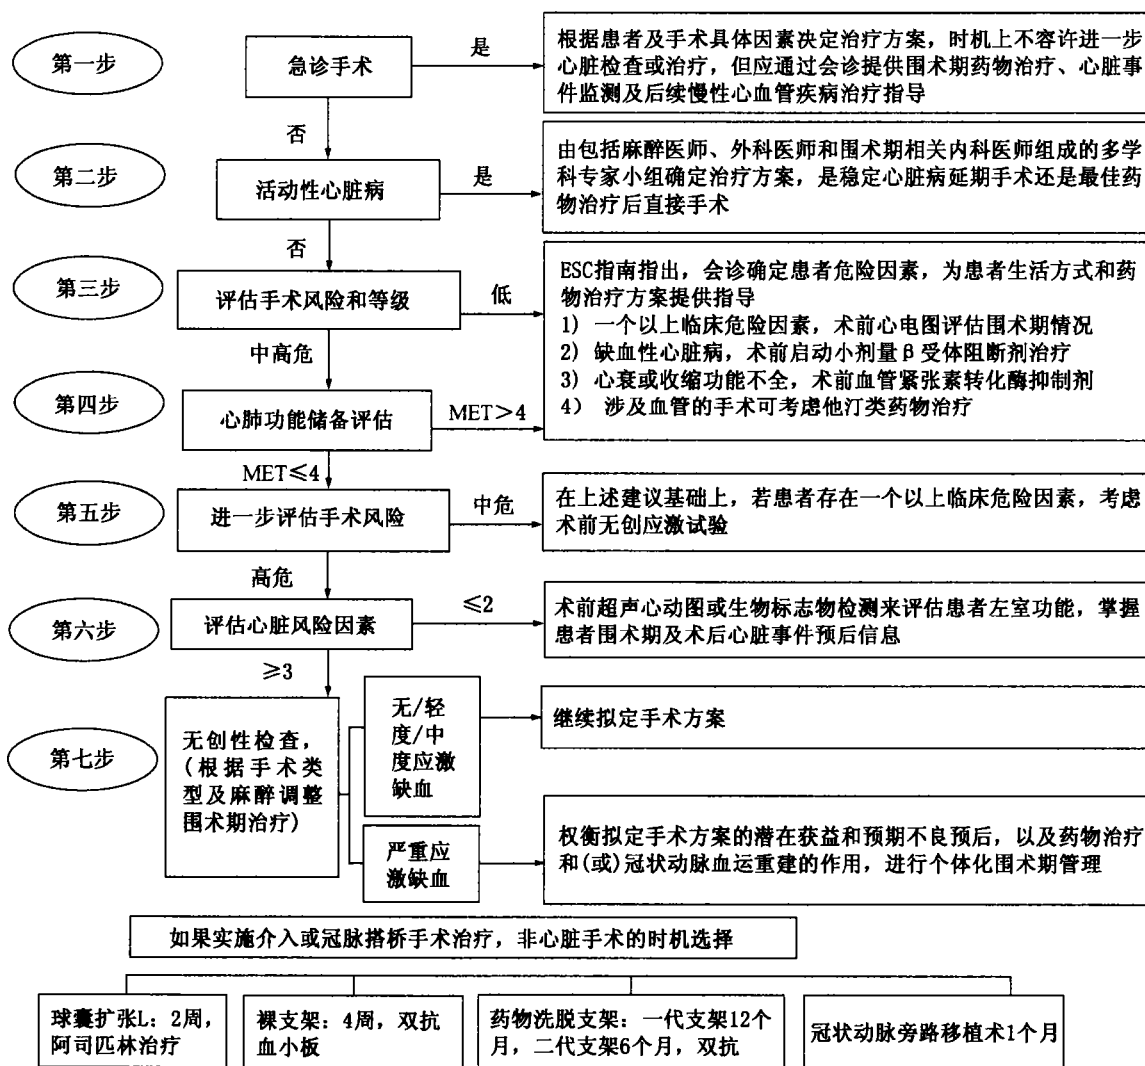 第一步
急诊手术
是
根据患者及手术具体因素决定治疗方案，时机上不容许进一步
心脏检查或治疗，但应通过会诊提供围术期药物治疗、心脏事
件监测及后续慢性心血管疾病治疗指导
否
第二步
活动性心脏病
是
由包括麻醉医师、外科医师和围术期相关内科医师组成的多学
科专家小组确定治疗方案，是稳定心脏病延期手术还是最佳药
物治疗后直接手术
否
第三步
评估手术风险和等级
低
ESC指南指出，会诊确定患者危险因素，为患者生活方式和药
物治疗方案提供指导
1) 一个以上临床危险因素，术前心电图评估围术期情况
2) 缺血性心脏病，术前启动小剂量β受体阻断剂治疗
3) 心衰或收缩功能不全，术前血管紧张素转化酶抑制剂
4) 涉及血管的手术可考虑他汀类药物治疗
中高危
第四步
心肺功能储备评估
MET＞4
MET≤4
第五步
进一步评估手术风险
中危
在上述建议基础上，若患者存在一个以上临床危险因素，考虑
术前无创应激试验
高危
第六步
评估心脏风险因素
≤2
术前超声心动图或生物标志物检测来评估患者左室功能，掌握
患者围术期及术后心脏事件预后信息
≥3
第七步
无创性检查，
(根据手术类
型及麻醉调整
围术期治疗)
无/轻
度/中
度应激
缺血
继续拟定手术方案
严重应
激缺血
权衡拟定手术方案的潜在获益和预期不良预后，以及药物治疗
和(或)冠状动脉血运重建的作用，进行个体化围术期管理
如果实施介入或冠脉搭桥手术治疗，非心脏手术的时机选择
球囊扩张L：2周，
阿司匹林治疗
裸支架：4周，双抗
血小板
药物洗脱支架：一代支架12个
月，二代支架6个月，双抗
冠状动脉旁路移植术1个月